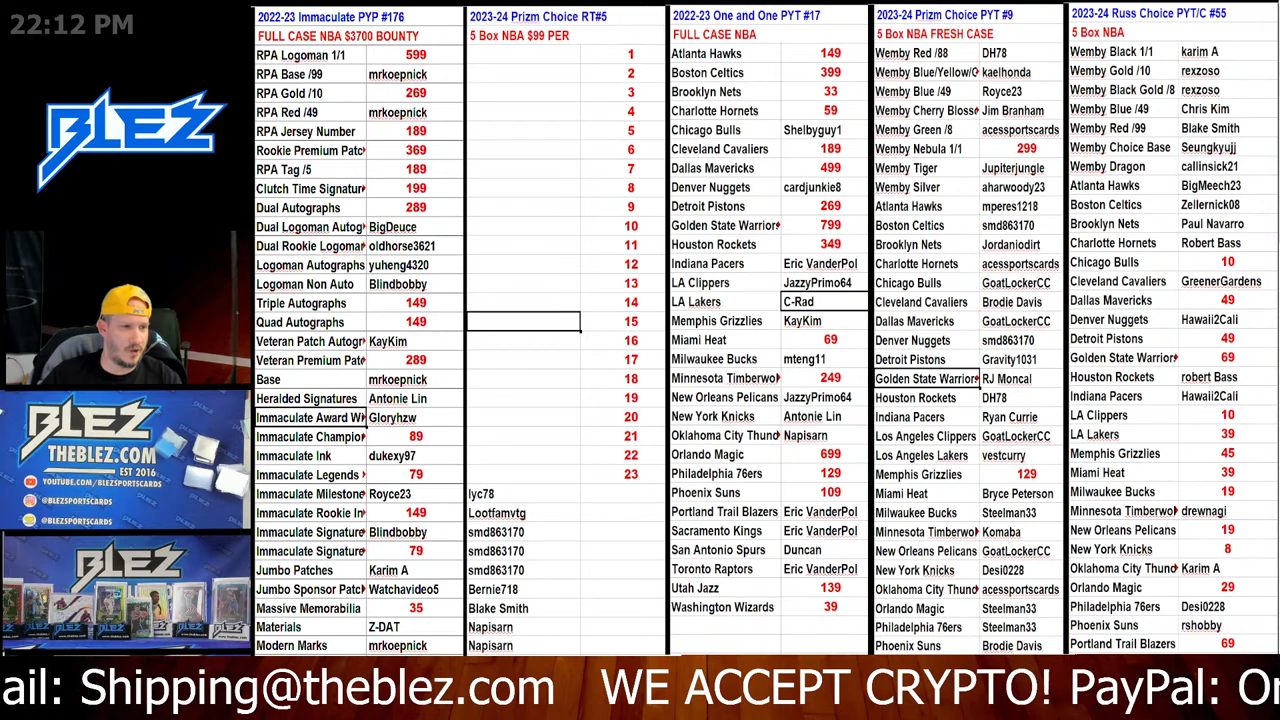 22:12 PM
BLEZ
BLEZ
THEBLEZ.COM
EST 2016
YOUTUBE.COM/BLEZSPORTSCARDS
@BLEZSPORTSCARDS
@BLEZSPORTSCARDS
BLEZ
2022-23 Immaculate PYP #176
FULL CASE NBA $3700 BOUNTY
RPA Logoman 1/1 599
RPA Base /99 mrkoepnick
RPA Gold /10 269
RPA Red /49 mrkoepnick
RPA Jersey Number 189
Rookie Premium Patc 369
RPA Tag /5 189
Clutch Time Signatur 199
Dual Autographs 289
Dual Logoman Autog BigDeuce
Dual Rookie Logomar oldhorse3621
Logoman Autographs yuheng4320
Logoman Non Auto Blindbobby
Triple Autographs 149
Quad Autographs 149
Veteran Patch Autogr KayKim
Veteran Premium Pat 289
Base mrkoepnick
Heralded Signatures Antonie Lin
Immaculate Award Wi Gloryhzw
Immaculate Champio 89
Immaculate Ink dukexy97
Immaculate Legends 79
Immaculate Milestone Royce23
Immaculate Rookie In 149
Immaculate Signature Blindbobby
Immaculate Signature 79
Jumbo Patches Karim A
Jumbo Sponsor Patc Watchavideo5
Massive Memorabilia 35
Materials Z-DAT
Modern Marks mrkoepnick
2023-24 Prizm Choice RT#5
5 Box NBA $99 PER
1
2
3
4
5
6
7
8
9
10
11
12
13
14
15
16
17
18
19
20
21
22
23
lyc78
Lootfamvtg
smd863170
smd863170
smd863170
Bernie718
Blake Smith
Napisarn
Napisarn
2022-23 One and One PYT #17
FULL CASE NBA
Atlanta Hawks 149
Boston Celtics 399
Brooklyn Nets 33
Charlotte Hornets 59
Chicago Bulls Shelbyguy1
Cleveland Cavaliers 189
Dallas Mavericks 499
Denver Nuggets cardjunkie8
Detroit Pistons 269
Golden State Warriors 799
Houston Rockets 349
Indiana Pacers Eric VanderPol
LA Clippers JazzyPrimo64
LA Lakers C-Rad
Memphis Grizzlies KayKim
Miami Heat 69
Milwaukee Bucks mteng11
Minnesota Timberwol 249
New Orleans Pelicans JazzyPrimo64
New York Knicks Antonie Lin
Oklahoma City Thund Napisarn
Orlando Magic 699
Philadelphia 76ers 129
Phoenix Suns 109
Portland Trail Blazers Eric VanderPol
Sacramento Kings Eric VanderPol
San Antonio Spurs Duncan
Toronto Raptors Eric VanderPol
Utah Jazz 139
Washington Wizards 39
2023-24 Prizm Choice PYT #9
5 Box NBA FRESH CASE
Wemby Red /88 DH78
Wemby Blue/Yellow/G kaelhonda
Wemby Blue /49 Royce23
Wemby Cherry Blosso Jim Branham
Wemby Green /8 acessportscards
Wemby Nebula 1/1 299
Wemby Tiger Jupiterjungle
Wemby Silver aharwoody23
Atlanta Hawks mperes1218
Boston Celtics smd863170
Brooklyn Nets Jordaniodirt
Charlotte Hornets acessportscards
Chicago Bulls GoatLockerCC
Cleveland Cavaliers Brodie Davis
Dallas Mavericks GoatLockerCC
Denver Nuggets smd863170
Detroit Pistons Gravity1031
Golden State Warriors RJ Moncal
Houston Rockets DH78
Indiana Pacers Ryan Currie
Los Angeles Clippers GoatLockerCC
Los Angeles Lakers vestcurry
Memphis Grizzlies 129
Miami Heat Bryce Peterson
Milwaukee Bucks Steelman33
Minnesota Timberwol Komaba
New Orleans Pelicans GoatLockerCC
New York Knicks Desi0228
Oklahoma City Thund acessportscards
Orlando Magic Steelman33
Philadelphia 76ers Steelman33
Phoenix Suns Brodie Davis
2023-24 Russ Choice PYT/C #55
5 Box NBA
Wemby Black 1/1 karim A
Wemby Gold /10 rexzoso
Wemby Black Gold /8 rexzoso
Wemby Blue /49 Chris Kim
Wemby Red /99 Blake Smith
Wemby Choice Base Seungkyujj
Wemby Dragon callinsick21
Atlanta Hawks BigMeech23
Boston Celtics Zellernick08
Brooklyn Nets Paul Navarro
Charlotte Hornets Robert Bass
Chicago Bulls 10
Cleveland Cavaliers GreenerGardens
Dallas Mavericks 49
Denver Nuggets Hawaii2Cali
Detroit Pistons 49
Golden State Warrior 69
Houston Rockets robert Bass
Indiana Pacers Hawaii2Cali
LA Clippers 10
LA Lakers 39
Memphis Grizzlies 45
Miami Heat 39
Milwaukee Bucks 19
Minnesota Timberwol drewnagi
New Orleans Pelicans 19
New York Knicks 8
Oklahoma City Thund Karim A
Orlando Magic 29
Philadelphia 76ers Desi0228
Phoenix Suns rshobby
Portland Trail Blazers 69
ail: Shipping@theblez.com WE ACCEPT CRYPTO! PayPal: Or